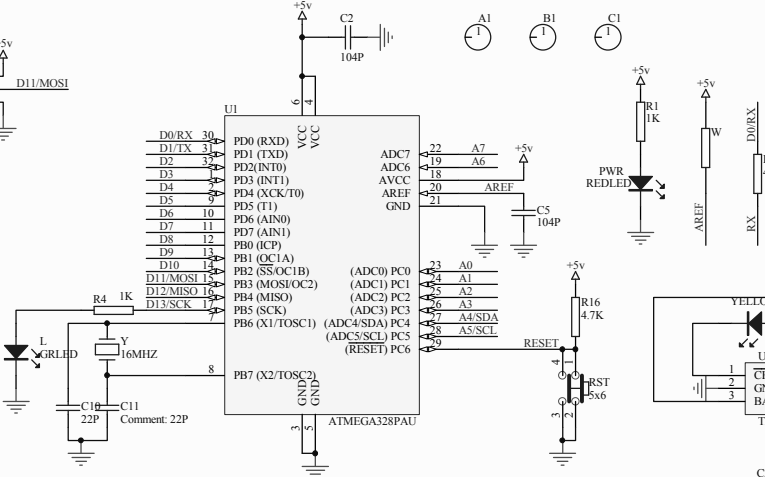 +5v
A1
B1
C1
1
1
1
C2
104P
+5v
D11/MOSI
U1
6
4
VCC
VCC
D0/RX 30 PD0 (RXD)
D1/TX 31 PD1 (TXD)
D2 32 PD2(INT0)
D3 1 PD3 (INT1)
D4 2 PD4 (XCK/T0)
D5 9 PD5 (T1)
D6 10 PD6 (AIN0)
D7 11 PD7 (AIN1)
D8 12 PB0 (ICP)
D9 13 PB1 (OC1A)
D10 14 PB2 (SS/OC1B)
D11/MOSI 15 PB3 (MOSI/OC2)
D12/MISO 16 PB4 (MISO)
D13/SCK 17 PB5 (SCK)
7 PB6 (X1/TOSC1)
8 PB7 (X2/TOSC2)
ADC7 22 A7
ADC6 19 A6
AVCC 18
AREF 20 AREF
GND 21
(ADC0) PC0 23 A0
(ADC1) PC1 24 A1
(ADC2) PC2 25 A2
(ADC3) PC3 26 A3
(ADC4/SDA) PC4 27 A4/SDA
(ADC5/SCL) PC5 28 A5/SCL
(RESET) PC6 29 RESET
GND
GND
3
5
ATMEGA328PAU
R4 1K
L
GRLED
Y
16MHZ
C10
22P
C11
Comment: 22P
+5v
C5
104P
+5v
R16
4.7K
4
1
RST
5x6
3
2
+5v
R1
1K
PWR
REDLED
+5v
W
AREF
D0/RX
RX
YELLO
U
1
2
3
CE
GN
BA
T
C